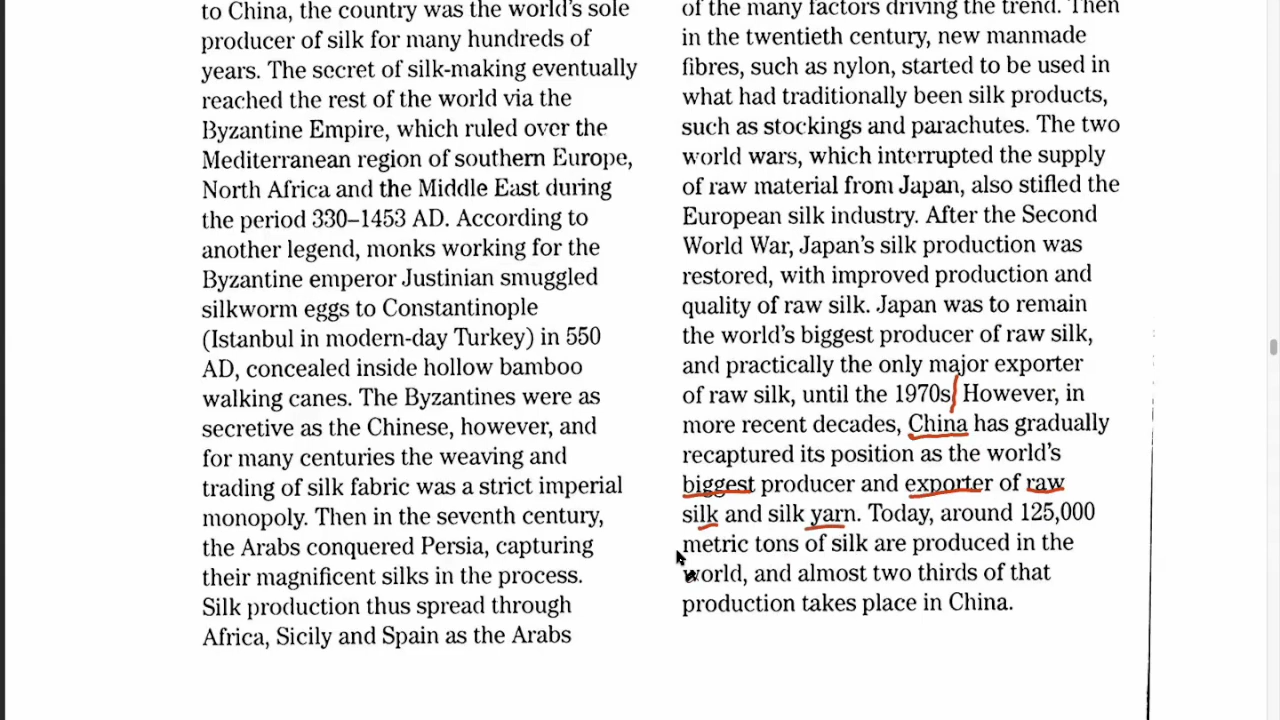 to China, the country was the world's sole
producer of silk for many hundreds of
years. The secret of silk-making eventually
reached the rest of the world via the
Byzantine Empire, which ruled over the
Mediterranean region of southern Europe,
North Africa and the Middle East during
the period 330–1453 AD. According to
another legend, monks working for the
Byzantine emperor Justinian smuggled
silkworm eggs to Constantinople
(Istanbul in modern-day Turkey) in 550
AD, concealed inside hollow bamboo
walking canes. The Byzantines were as
secretive as the Chinese, however, and
for many centuries the weaving and
trading of silk fabric was a strict imperial
monopoly. Then in the seventh century,
the Arabs conquered Persia, capturing
their magnificent silks in the process.
Silk production thus spread through
Africa, Sicily and Spain as the Arabs
of the many factors driving the trend. Then
in the twentieth century, new manmade
fibres, such as nylon, started to be used in
what had traditionally been silk products,
such as stockings and parachutes. The two
world wars, which interrupted the supply
of raw material from Japan, also stifled the
European silk industry. After the Second
World War, Japan's silk production was
restored, with improved production and
quality of raw silk. Japan was to remain
the world's biggest producer of raw silk,
and practically the only major exporter
of raw silk, until the 1970s. However, in
more recent decades, China has gradually
recaptured its position as the world's
biggest producer and exporter of raw
silk and silk yarn. Today, around 125,000
metric tons of silk are produced in the
world, and almost two thirds of that
production takes place in China.